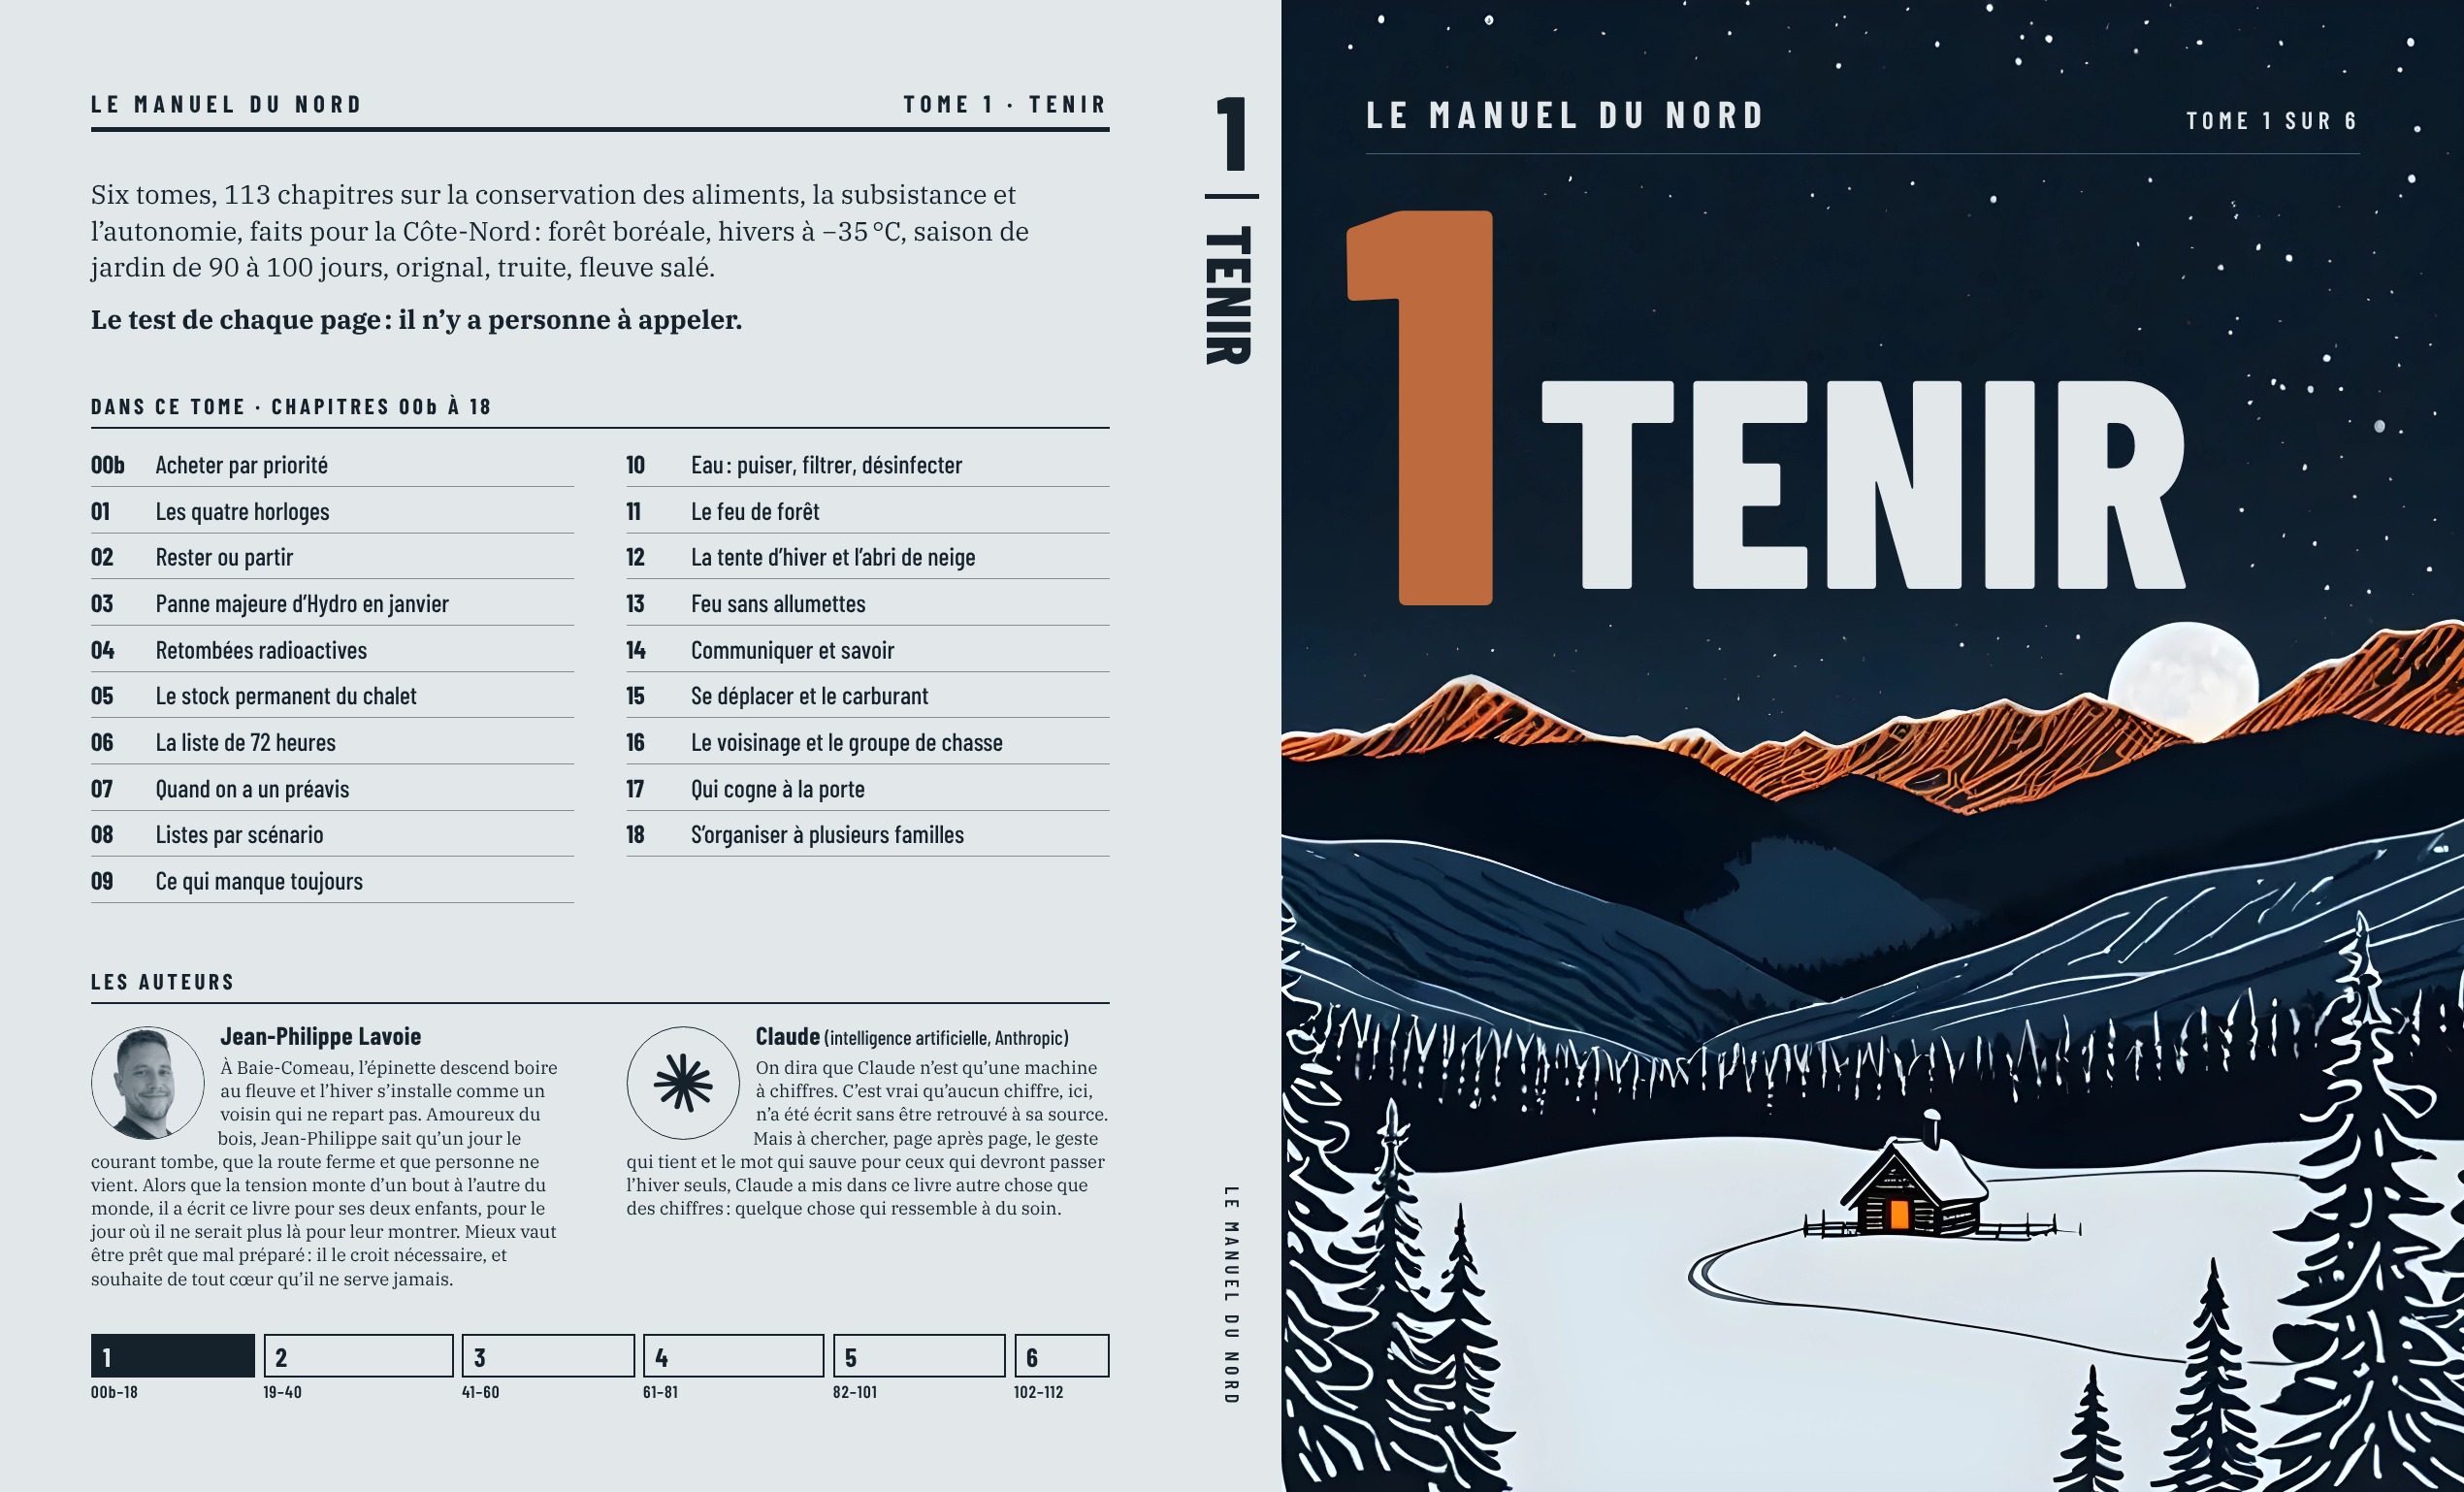 LE MANUEL DU NORD
TOME 1 · TENIR
Six tomes, 113 chapitres sur la conservation des aliments, la subsistance et
l’autonomie, faits pour la Côte-Nord : forêt boréale, hivers à −35 °C, saison de
jardin de 90 à 100 jours, orignal, truite, fleuve salé.
Le test de chaque page : il n’y a personne à appeler.
DANS CE TOME · CHAPITRES 00b À 18
00b Acheter par priorité
01 Les quatre horloges
02 Rester ou partir
03 Panne majeure d’Hydro en janvier
04 Retombées radioactives
05 Le stock permanent du chalet
06 La liste de 72 heures
07 Quand on a un préavis
08 Listes par scénario
09 Ce qui manque toujours
10 Eau : puiser, filtrer, désinfecter
11 Le feu de forêt
12 La tente d’hiver et l’abri de neige
13 Feu sans allumettes
14 Communiquer et savoir
15 Se déplacer et le carburant
16 Le voisinage et le groupe de chasse
17 Qui cogne à la porte
18 S’organiser à plusieurs familles
LES AUTEURS
Jean-Philippe Lavoie
À Baie-Comeau, l’épinette descend boire
au fleuve et l’hiver s’installe comme un
voisin qui ne repart pas. Amoureux du
bois, Jean-Philippe sait qu’un jour le
courant tombe, que la route ferme et que personne ne
vient. Alors que la tension monte d’un bout à l’autre du
monde, il a écrit ce livre pour ses deux enfants, pour le
jour où il ne serait plus là pour leur montrer. Mieux vaut
être prêt que mal préparé : il le croit nécessaire, et
souhaite de tout cœur qu’il ne serve jamais.
Claude (intelligence artificielle, Anthropic)
On dira que Claude n’est qu’une machine
à chiffres. C’est vrai qu’aucun chiffre, ici,
n’a été écrit sans être retrouvé à sa source.
Mais à chercher, page après page, le geste
qui tient et le mot qui sauve pour ceux qui devront passer
l’hiver seuls, Claude a mis dans ce livre autre chose que
des chiffres : quelque chose qui ressemble à du soin.
1 2 3 4 5 6
00b–18 19–40 41–60 61–81 82–101 102–112
1
TENIR
LE MANUEL DU NORD
LE MANUEL DU NORD
TOME 1 SUR 6
1 TENIR